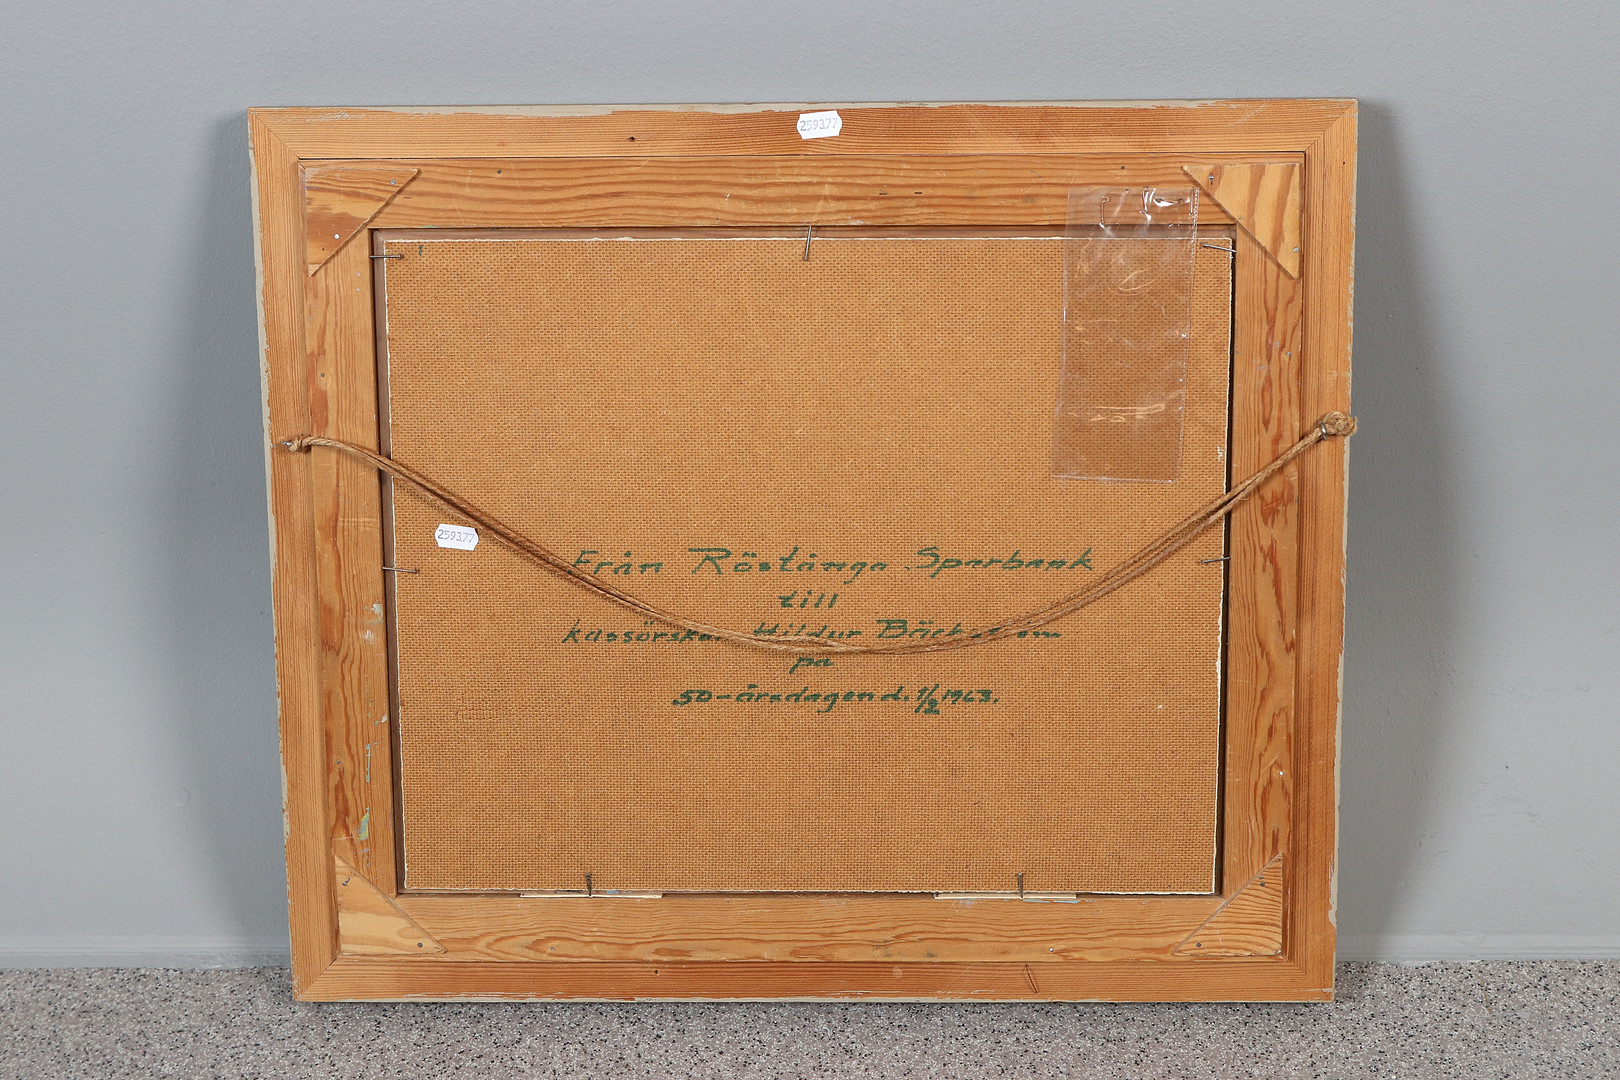 259377
259377
Från Röstånga Sparbank
till
kassörskan Hildur Bäckström
på
50-årsdagen d. 1/2 1963.